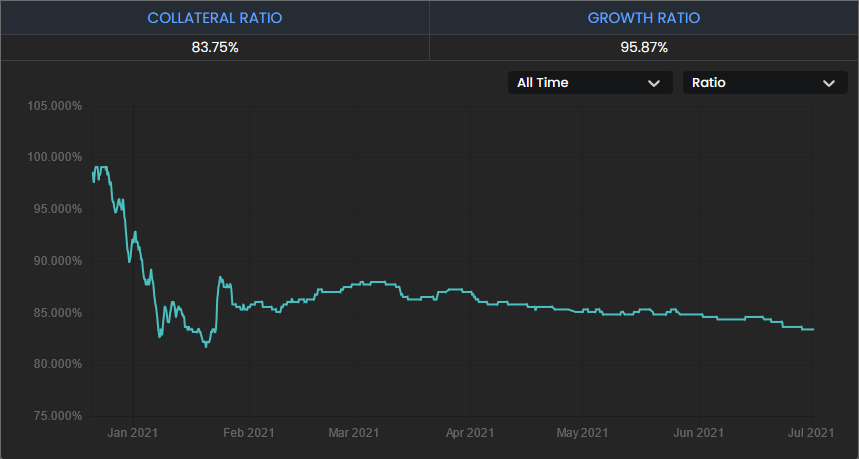 COLLATERAL RATIO GROWTH RATIO
83.75% 95.87%
All Time Ratio
105.000%
100.000%
95.000%
90.000%
85.000%
80.000%
75.000%
Jan 2021 Feb 2021 Mar 2021 Apr 2021 May 2021 Jun 2021 Jul 2021